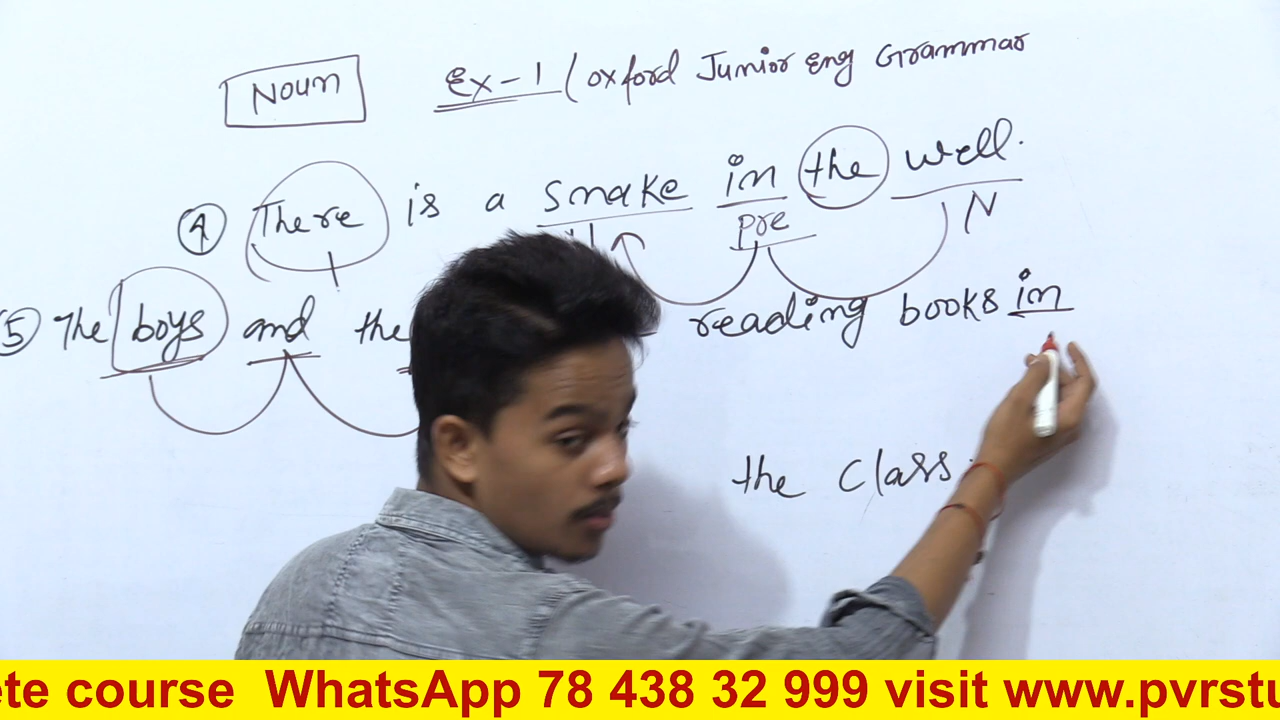 Noun Ex-1 (Oxford Junior Eng Grammar
4 There is a snake in the well.
N pre N
5 The boys and the reading books in
the class.
ete course WhatsApp 78 438 32 999 visit www.pvrstu